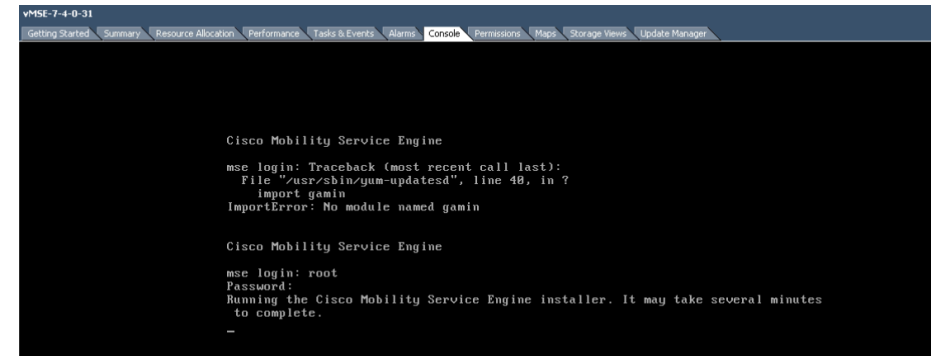 vMSE-7-4-0-31
Getting Started Summary Resource Allocation Performance Tasks & Events Alarms Console Permissions Maps Storage Views Update Manager
Cisco Mobility Service Engine
mse login: Traceback (most recent call last):
File "/usr/sbin/yum-updatesd", line 40, in ?
import gamin
ImportError: No module named gamin
Cisco Mobility Service Engine
mse login: root
Password:
Running the Cisco Mobility Service Engine installer. It may take several minutes
to complete.
_